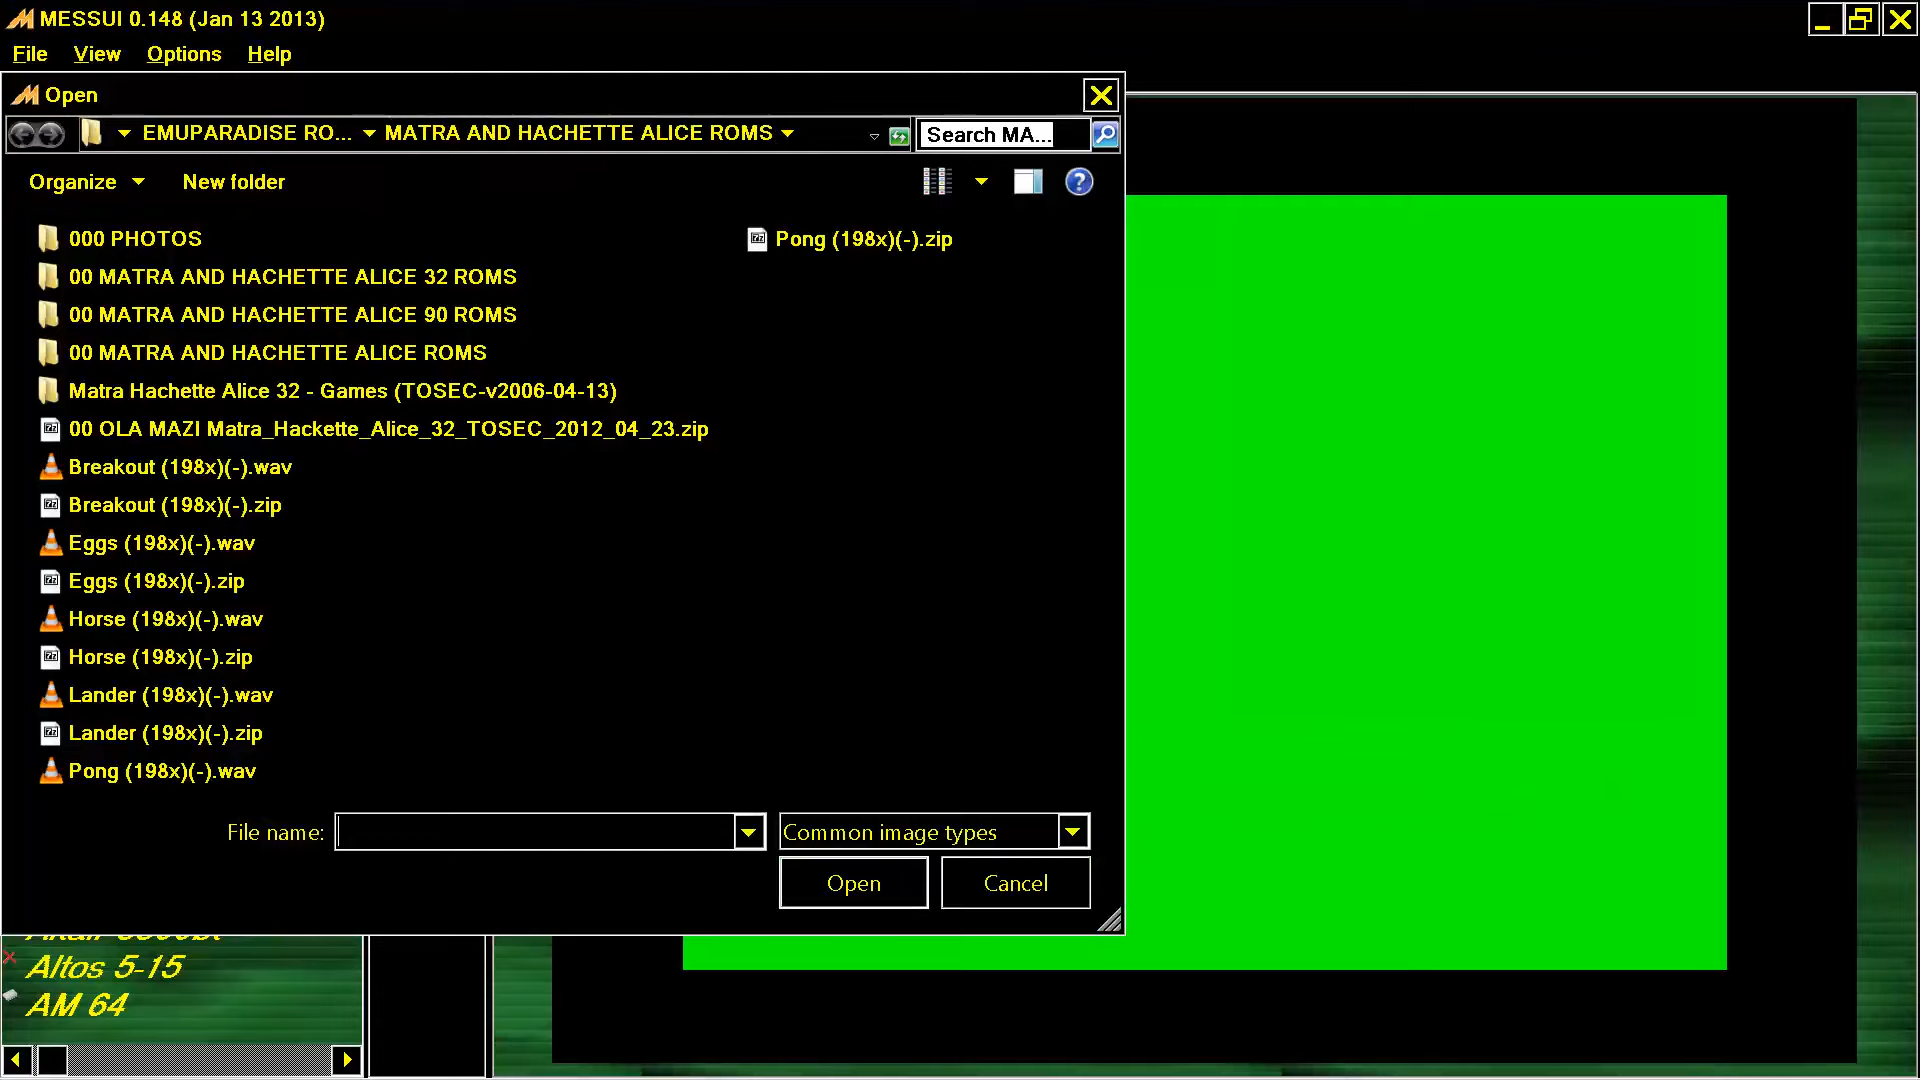 MESSUI 0.148 (Jan 13 2013)
File View Options Help
Open
EMUPARADISE RO... MATRA AND HACHETTE ALICE ROMS
Search MA...
Organize New folder
000 PHOTOS
00 MATRA AND HACHETTE ALICE 32 ROMS
00 MATRA AND HACHETTE ALICE 90 ROMS
00 MATRA AND HACHETTE ALICE ROMS
Matra Hachette Alice 32 - Games (TOSEC-v2006-04-13)
00 OLA MAZI Matra_Hackette_Alice_32_TOSEC_2012_04_23.zip
Breakout (198x)(-).wav
Breakout (198x)(-).zip
Eggs (198x)(-).wav
Eggs (198x)(-).zip
Horse (198x)(-).wav
Horse (198x)(-).zip
Lander (198x)(-).wav
Lander (198x)(-).zip
Pong (198x)(-).wav
Pong (198x)(-).zip
File name:
Common image types
Open Cancel
Altos 5-15
AM 64